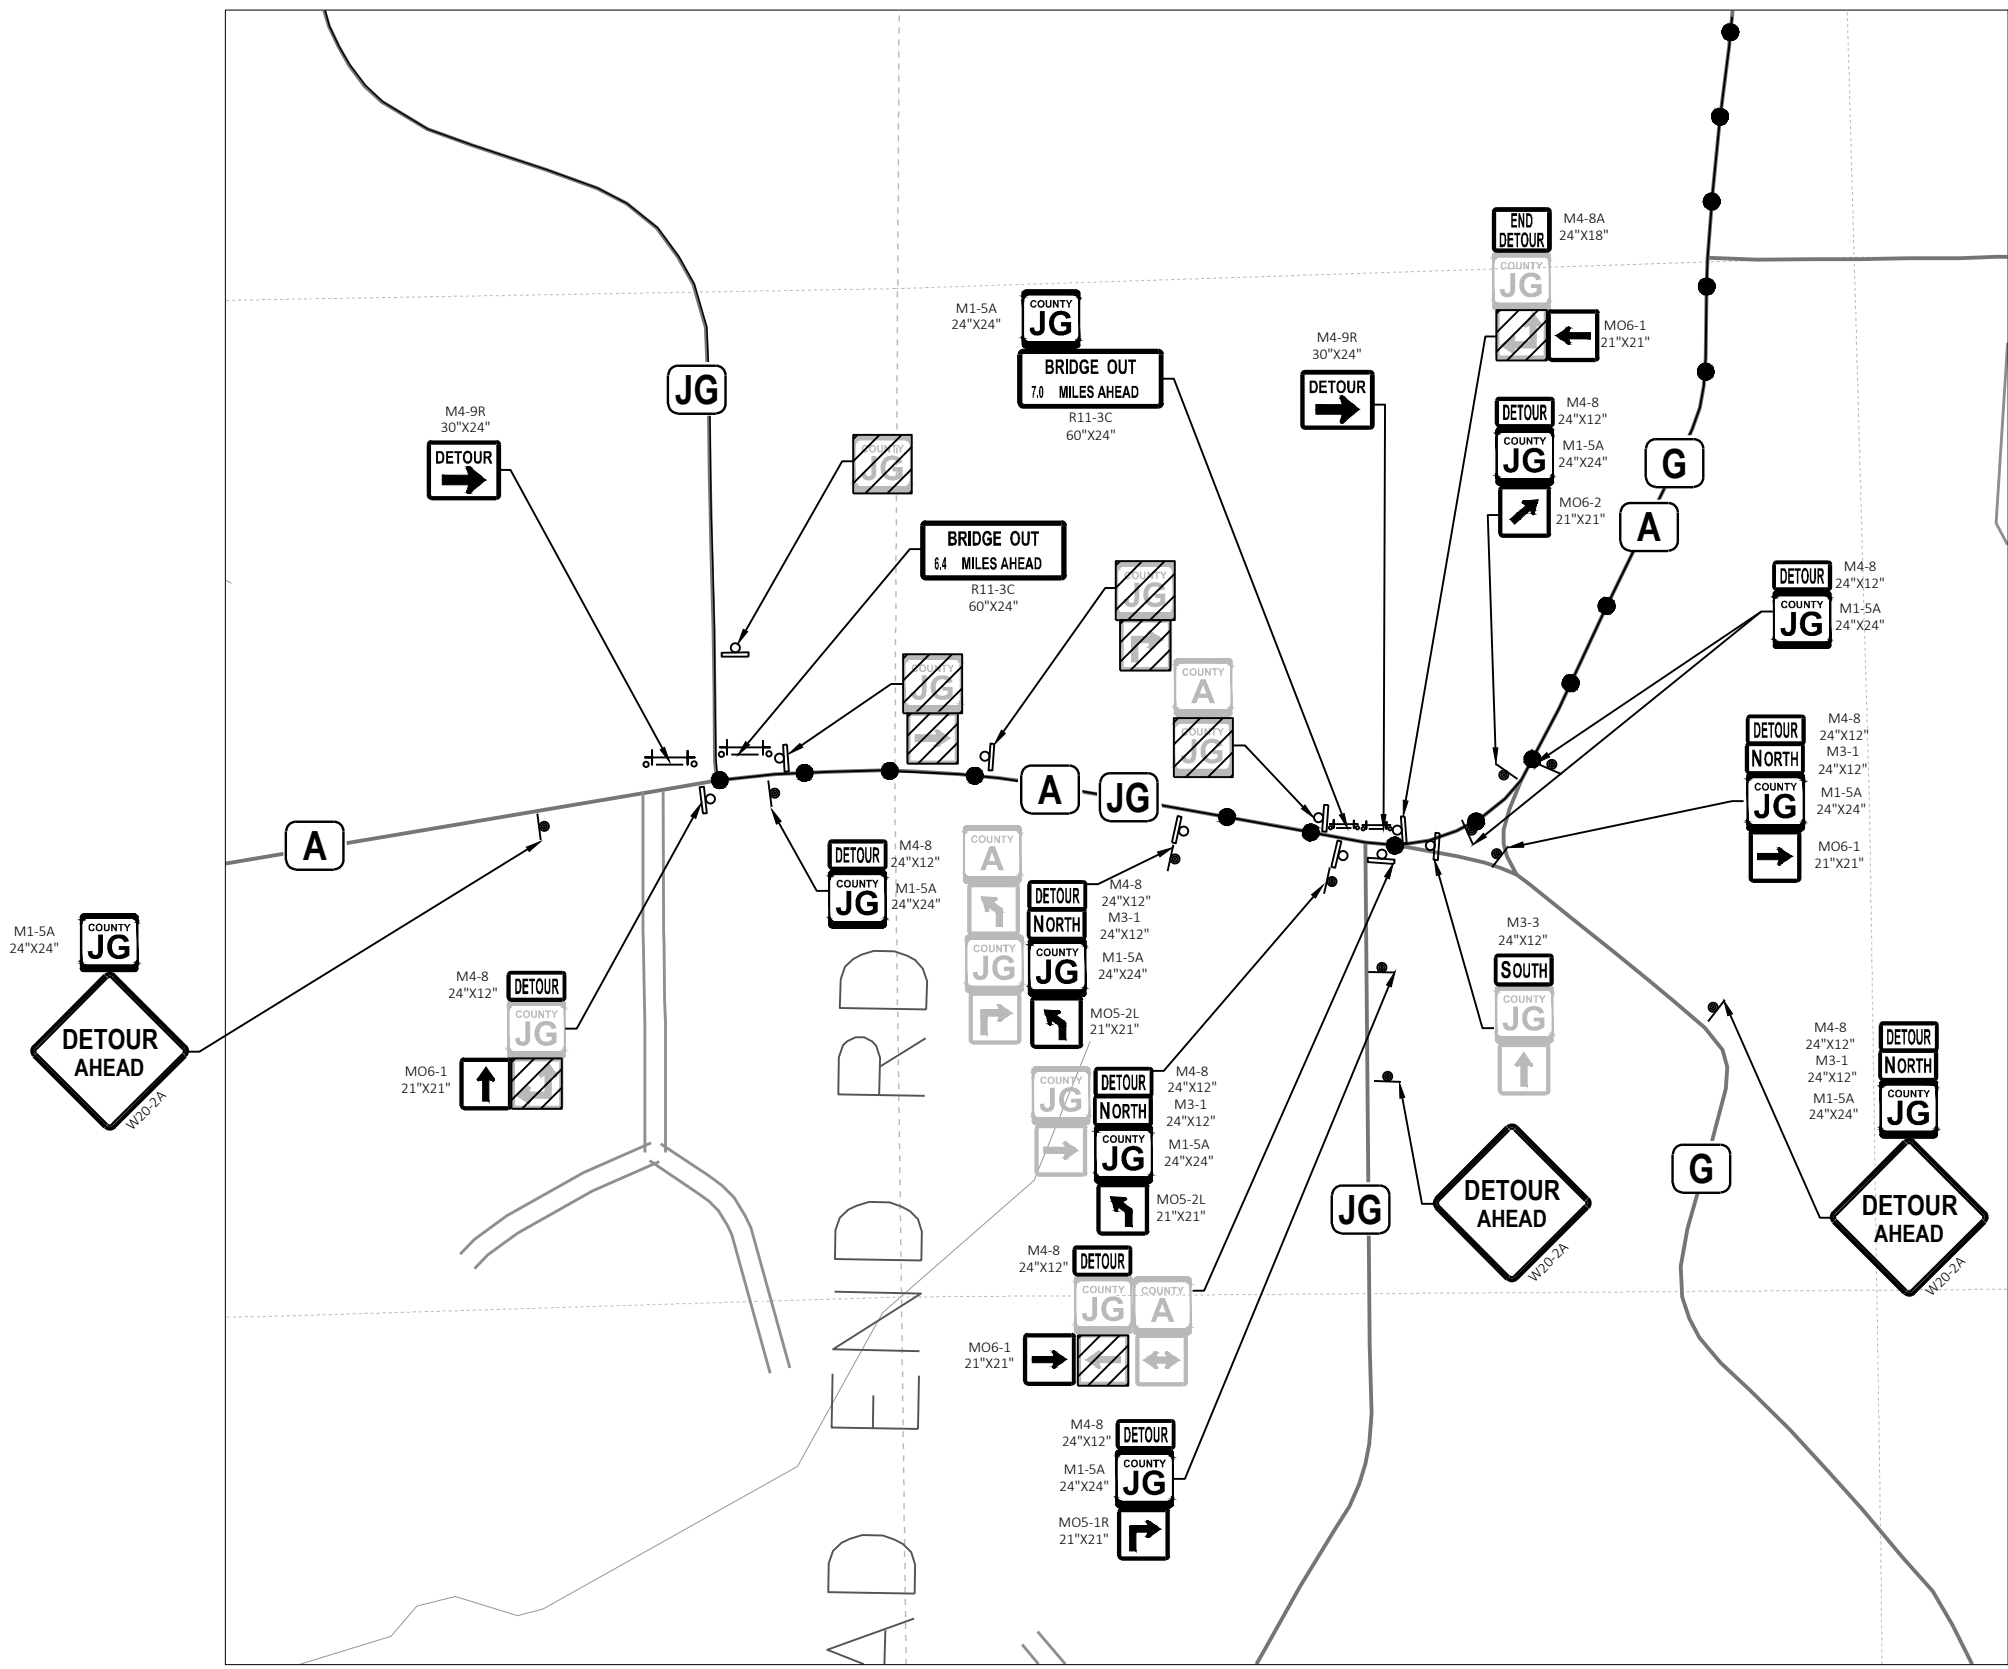 END
DETOUR
M4-8A
24"X18"
COUNTY
JG
MO6-1
21"X21"
M1-5A
24"X24"
COUNTY
JG
BRIDGE OUT
7.0 MILES AHEAD
R11-3C
60"X24"
M4-9R
30"X24"
DETOUR
JG
M4-9R
30"X24"
DETOUR
COUNTY
JG
DETOUR
M4-8
24"X12"
COUNTY
JG
M1-5A
24"X24"
MO6-2
21"X21"
G
A
BRIDGE OUT
6.4 MILES AHEAD
R11-3C
60"X24"
COUNTY
JG
DETOUR
M4-8
24"X12"
COUNTY
JG
M1-5A
24"X24"
COUNTY
JG
COUNTY
A
COUNTY
JG
DETOUR
NORTH
COUNTY
JG
M4-8
24"X12"
M3-1
24"X12"
M1-5A
24"X24"
MO6-1
21"X21"
A
JG
A
DETOUR
M4-8
24"X12"
COUNTY
JG
M1-5A
24"X24"
COUNTY
A
COUNTY
JG
DETOUR
NORTH
COUNTY
JG
M4-8
24"X12"
M3-1
24"X12"
M1-5A
24"X24"
MO5-2L
21"X21"
M1-5A
24"X24"
COUNTY
JG
DETOUR
AHEAD
W20-2A
M4-8
24"X12"
DETOUR
COUNTY
JG
MO6-1
21"X21"
M3-3
24"X12"
SOUTH
COUNTY
JG
COUNTY
JG
DETOUR
NORTH
COUNTY
JG
M4-8
24"X12"
M3-1
24"X12"
M1-5A
24"X24"
MO5-2L
21"X21"
M4-8
24"X12"
M3-1
24"X12"
M1-5A
24"X24"
DETOUR
NORTH
COUNTY
JG
DETOUR
AHEAD
W20-2A
JG
DETOUR
AHEAD
W20-2A
G
M4-8
24"X12"
DETOUR
COUNTY
JG
COUNTY
A
MO6-1
21"X21"
M4-8
24"X12"
DETOUR
M1-5A
24"X24"
COUNTY
JG
MO5-1R
21"X21"